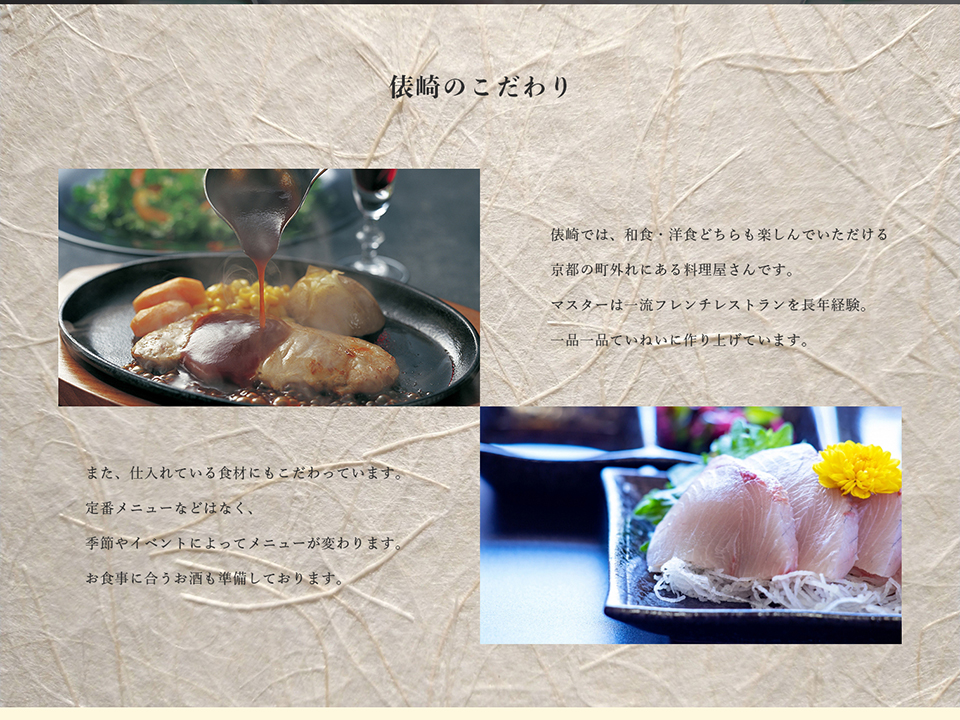 俵崎のこだわり
俵崎では、和食・洋食どちらも楽しんでいただける
京都の町外れにある料理屋さんです。
マスターは一流フレンチレストランを長年経験。
一品一品ていねいに作り上げています。
また、仕入れている食材にもこだわっています。
定番メニューなどはなく、
季節やイベントによってメニューが変わります。
お食事に合うお酒も準備しております。